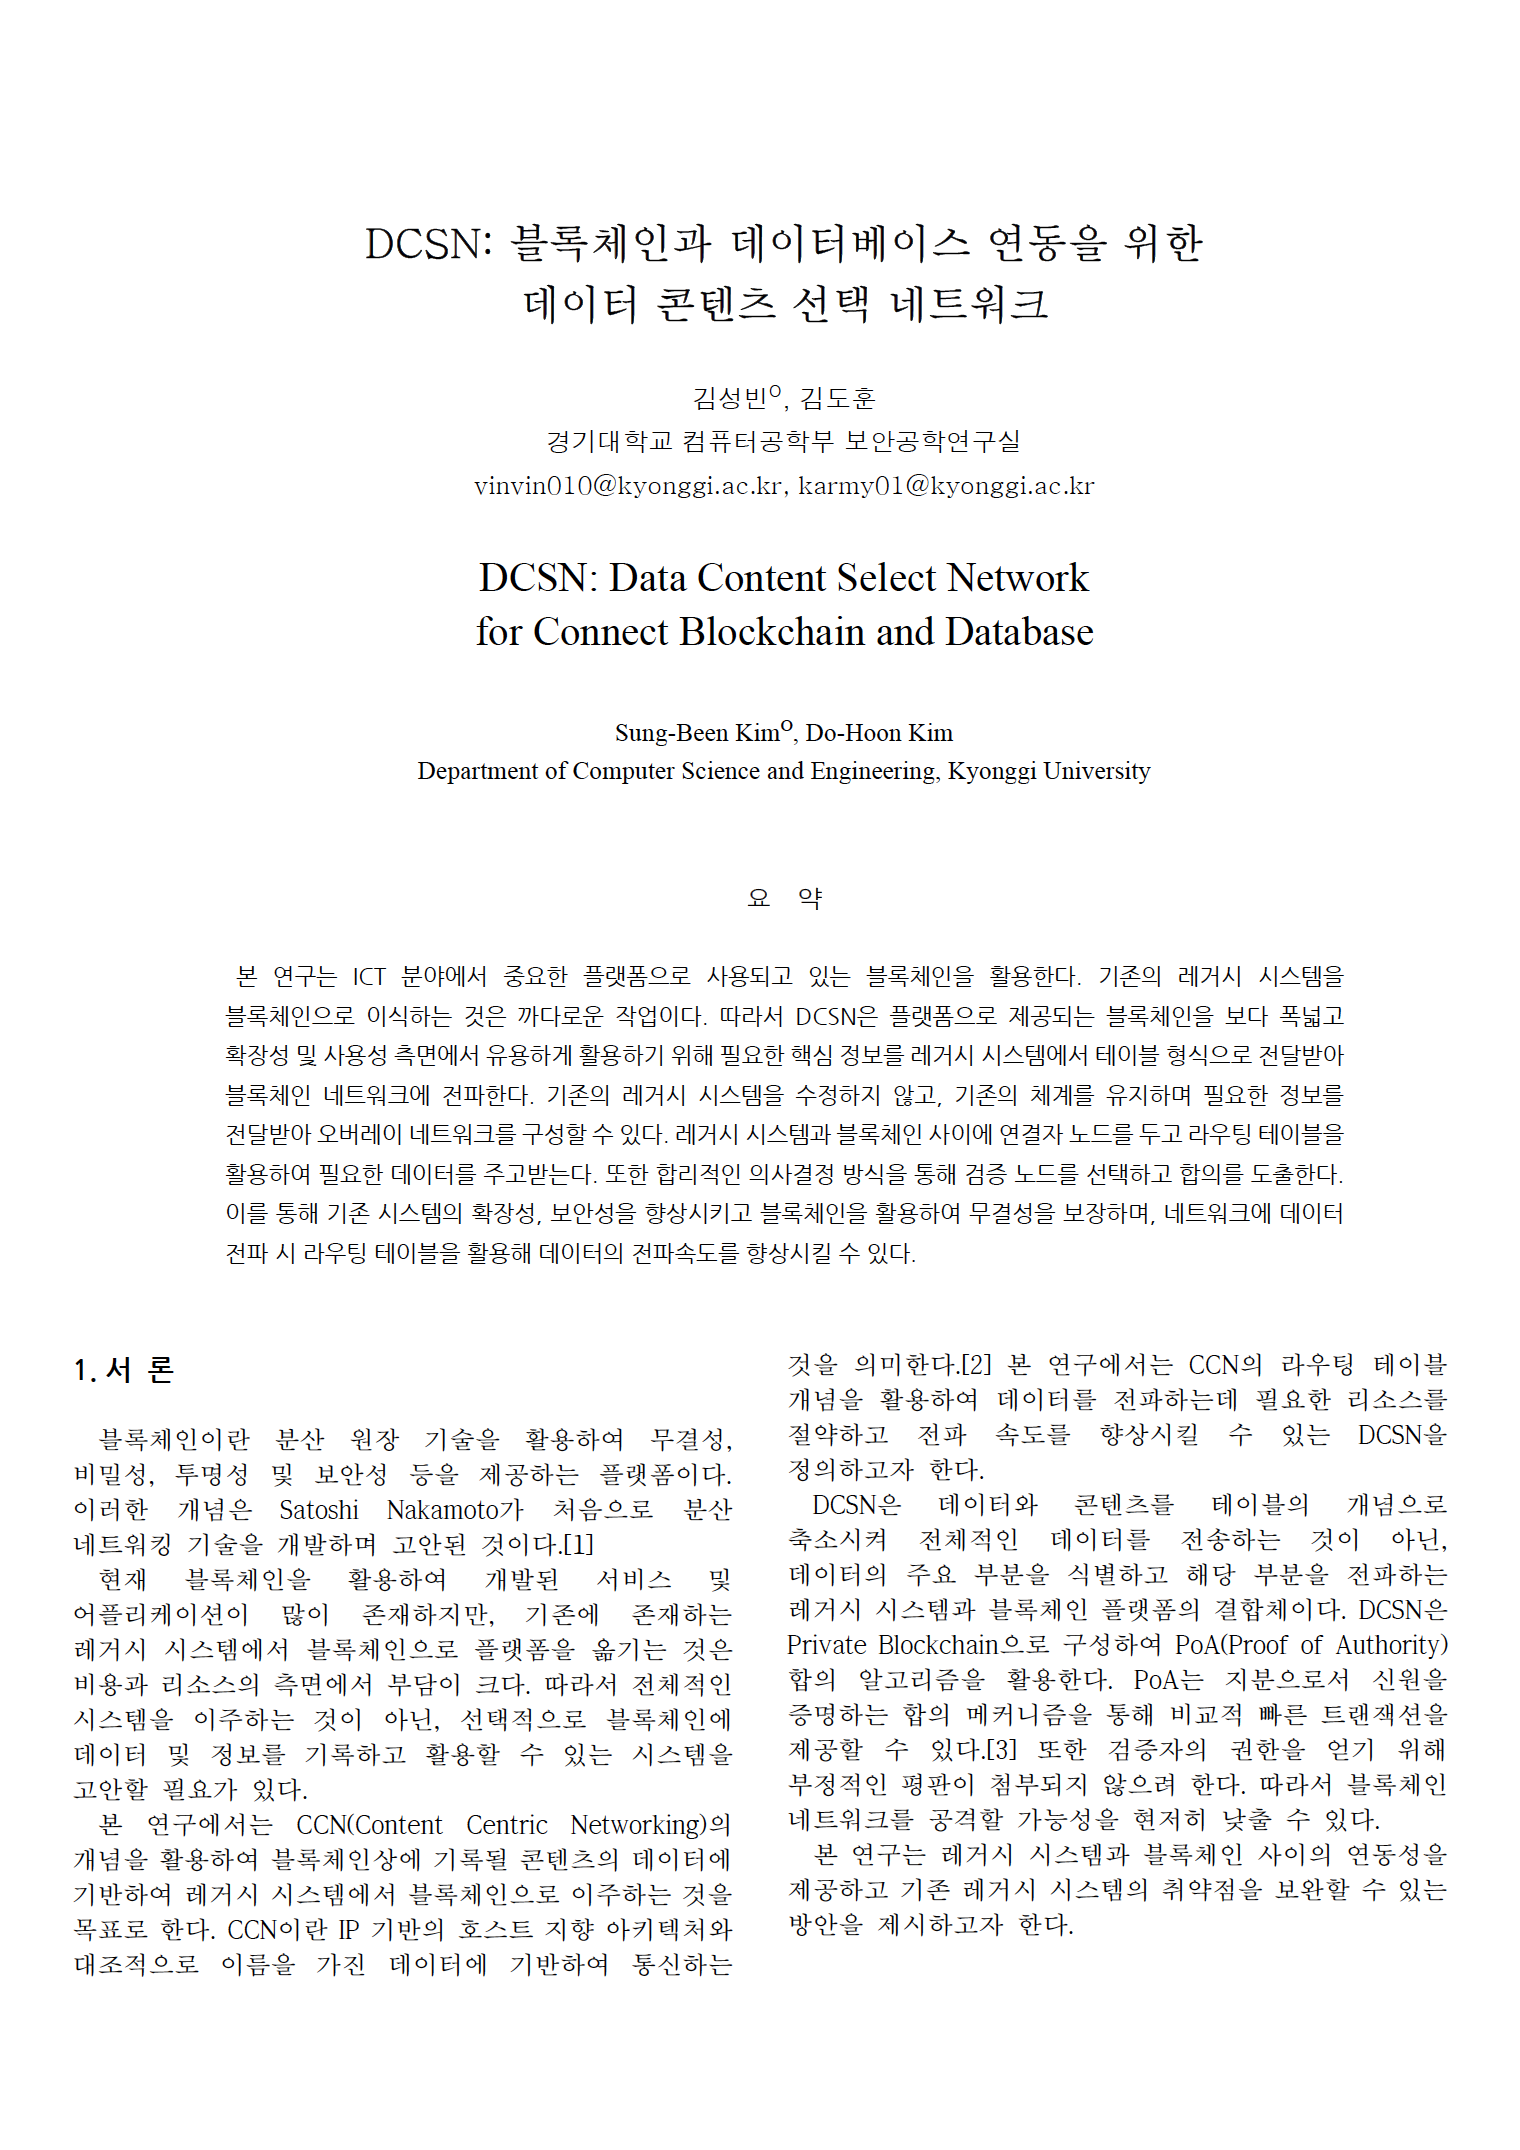 DCSN: 블록체인과 데이터베이스 연동을 위한
데이터 콘텐츠 선택 네트워크
김성빈O, 김도훈
경기대학교 컴퓨터공학부 보안공학연구실
vinvin010@kyonggi.ac.kr, karmy01@kyonggi.ac.kr
DCSN: Data Content Select Network
for Connect Blockchain and Database
Sung-Been KimO, Do-Hoon Kim
Department of Computer Science and Engineering, Kyonggi University
요 약
본 연구는 ICT 분야에서 중요한 플랫폼으로 사용되고 있는 블록체인을 활용한다. 기존의 레거시 시스템을
블록체인으로 이식하는 것은 까다로운 작업이다. 따라서 DCSN은 플랫폼으로 제공되는 블록체인을 보다 폭넓고
확장성 및 사용성 측면에서 유용하게 활용하기 위해 필요한 핵심 정보를 레거시 시스템에서 테이블 형식으로 전달받아
블록체인 네트워크에 전파한다. 기존의 레거시 시스템을 수정하지 않고, 기존의 체계를 유지하며 필요한 정보를
전달받아 오버레이 네트워크를 구성할 수 있다. 레거시 시스템과 블록체인 사이에 연결자 노드를 두고 라우팅 테이블을
활용하여 필요한 데이터를 주고받는다. 또한 합리적인 의사결정 방식을 통해 검증 노드를 선택하고 합의를 도출한다.
이를 통해 기존 시스템의 확장성, 보안성을 향상시키고 블록체인을 활용하여 무결성을 보장하며, 네트워크에 데이터
전파 시 라우팅 테이블을 활용해 데이터의 전파속도를 향상시킬 수 있다.
1. 서 론
블록체인이란 분산 원장 기술을 활용하여 무결성,
비밀성, 투명성 및 보안성 등을 제공하는 플랫폼이다.
이러한 개념은 Satoshi Nakamoto가 처음으로 분산
네트워킹 기술을 개발하며 고안된 것이다.[1]
현재 블록체인을 활용하여 개발된 서비스 및
어플리케이션이 많이 존재하지만, 기존에 존재하는
레거시 시스템에서 블록체인으로 플랫폼을 옮기는 것은
비용과 리소스의 측면에서 부담이 크다. 따라서 전체적인
시스템을 이주하는 것이 아닌, 선택적으로 블록체인에
데이터 및 정보를 기록하고 활용할 수 있는 시스템을
고안할 필요가 있다.
본 연구에서는 CCN(Content Centric Networking)의
개념을 활용하여 블록체인상에 기록될 콘텐츠의 데이터에
기반하여 레거시 시스템에서 블록체인으로 이주하는 것을
목표로 한다. CCN이란 IP 기반의 호스트 지향 아키텍처와
대조적으로 이름을 가진 데이터에 기반하여 통신하는
것을 의미한다.[2] 본 연구에서는 CCN의 라우팅 테이블
개념을 활용하여 데이터를 전파하는데 필요한 리소스를
절약하고 전파 속도를 향상시킬 수 있는 DCSN을
정의하고자 한다.
DCSN은 데이터와 콘텐츠를 테이블의 개념으로
축소시켜 전체적인 데이터를 전송하는 것이 아닌,
데이터의 주요 부분을 식별하고 해당 부분을 전파하는
레거시 시스템과 블록체인 플랫폼의 결합체이다. DCSN은
Private Blockchain으로 구성하여 PoA(Proof of Authority)
합의 알고리즘을 활용한다. PoA는 지분으로서 신원을
증명하는 합의 메커니즘을 통해 비교적 빠른 트랜잭션을
제공할 수 있다.[3] 또한 검증자의 권한을 얻기 위해
부정적인 평판이 첨부되지 않으려 한다. 따라서 블록체인
네트워크를 공격할 가능성을 현저히 낮출 수 있다.
본 연구는 레거시 시스템과 블록체인 사이의 연동성을
제공하고 기존 레거시 시스템의 취약점을 보완할 수 있는
방안을 제시하고자 한다.